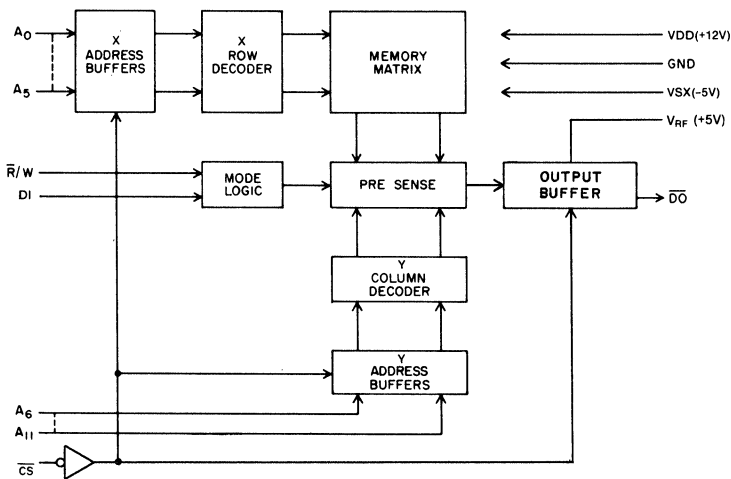 A0
X
ADDRESS
BUFFERS
X
ROW
DECODER
MEMORY
MATRIX
VDD(+12V)
GND
A5
VSX(-5V)
VRF (+5V)
R̅/W
DI
MODE
LOGIC
PRE SENSE
OUTPUT
BUFFER
D̅O̅
Y
COLUMN
DECODER
Y
ADDRESS
BUFFERS
A6
A11
C̅S̅